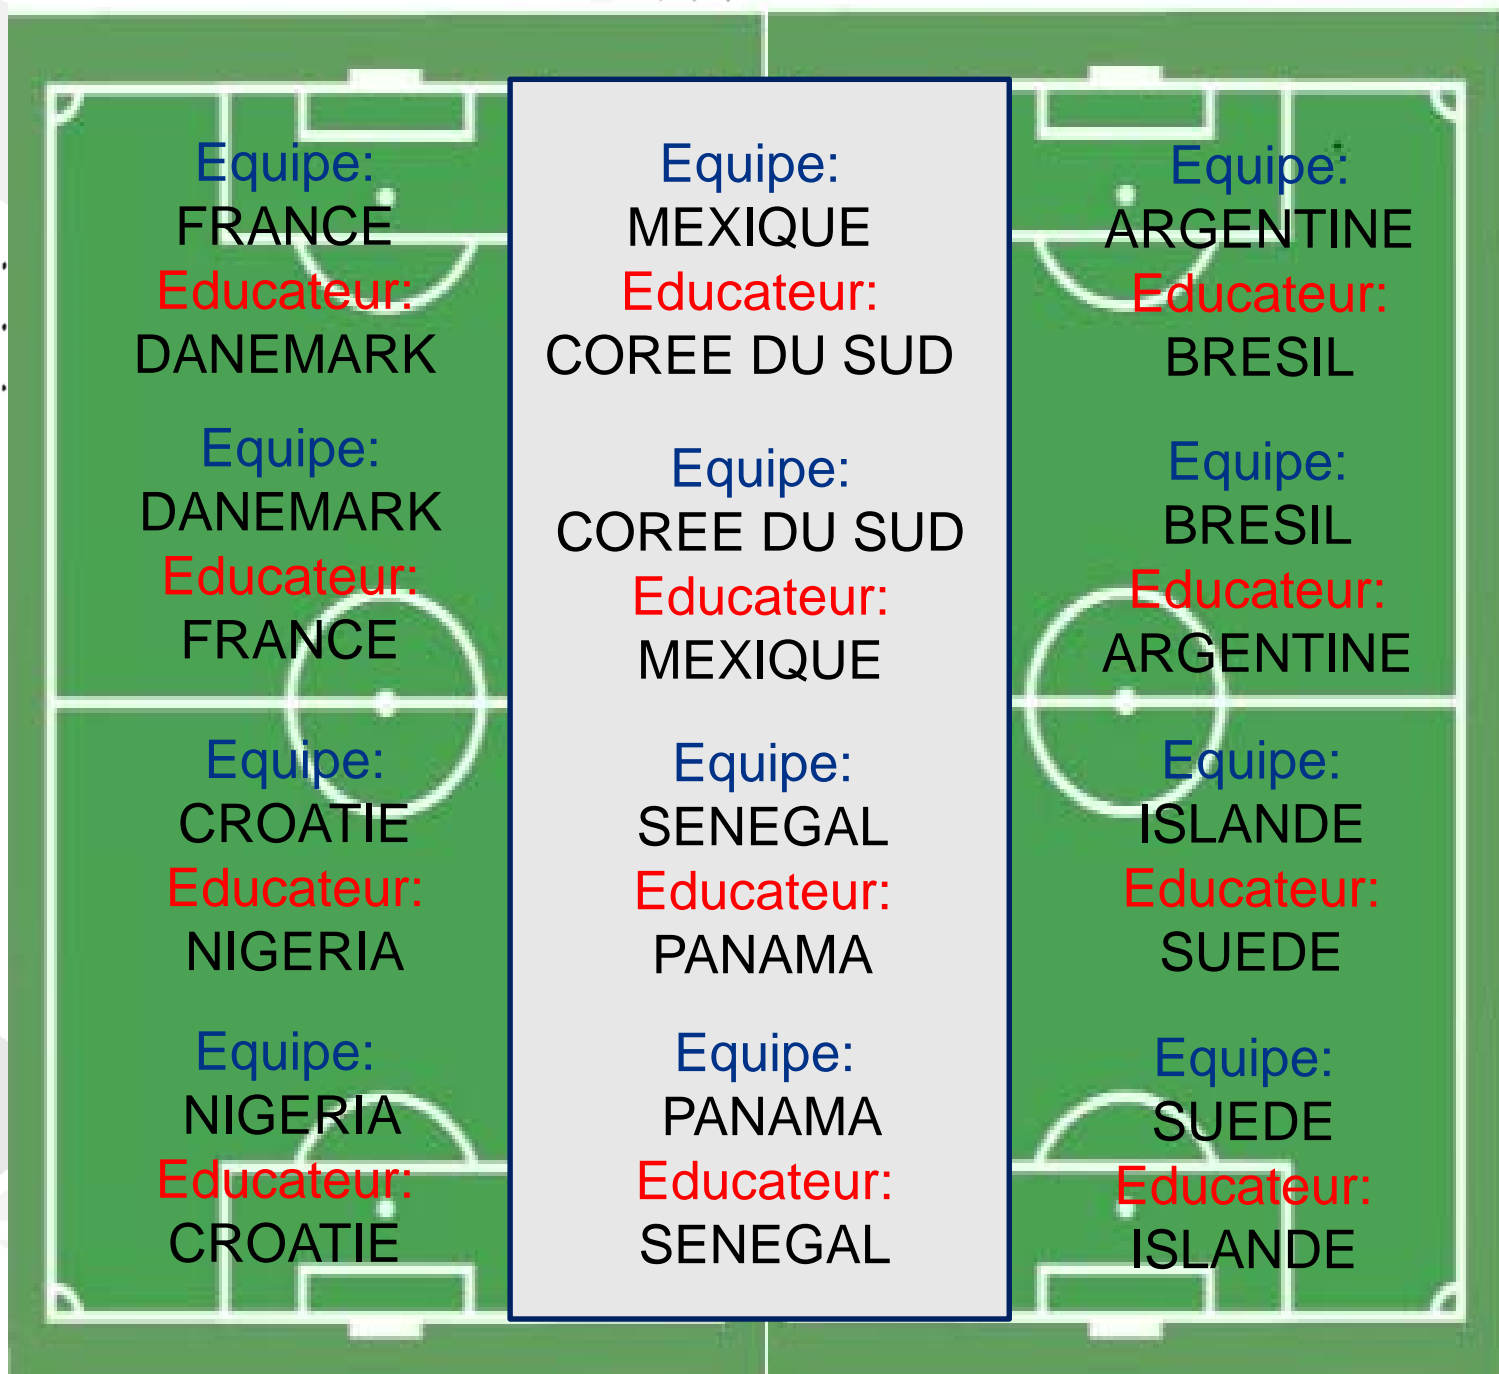 Equipe:
FRANCE
Educateur:
DANEMARK
Equipe:
DANEMARK
Educateur:
FRANCE
Equipe:
CROATIE
Educateur:
NIGERIA
Equipe:
NIGERIA
Educateur:
CROATIE
Equipe:
MEXIQUE
Educateur:
COREE DU SUD
Equipe:
COREE DU SUD
Educateur:
MEXIQUE
Equipe:
SENEGAL
Educateur:
PANAMA
Equipe:
PANAMA
Educateur:
SENEGAL
Equipe:
ARGENTINE
Educateur:
BRESIL
Equipe:
BRESIL
Educateur:
ARGENTINE
Equipe:
ISLANDE
Educateur:
SUEDE
Equipe:
SUEDE
Educateur:
ISLANDE